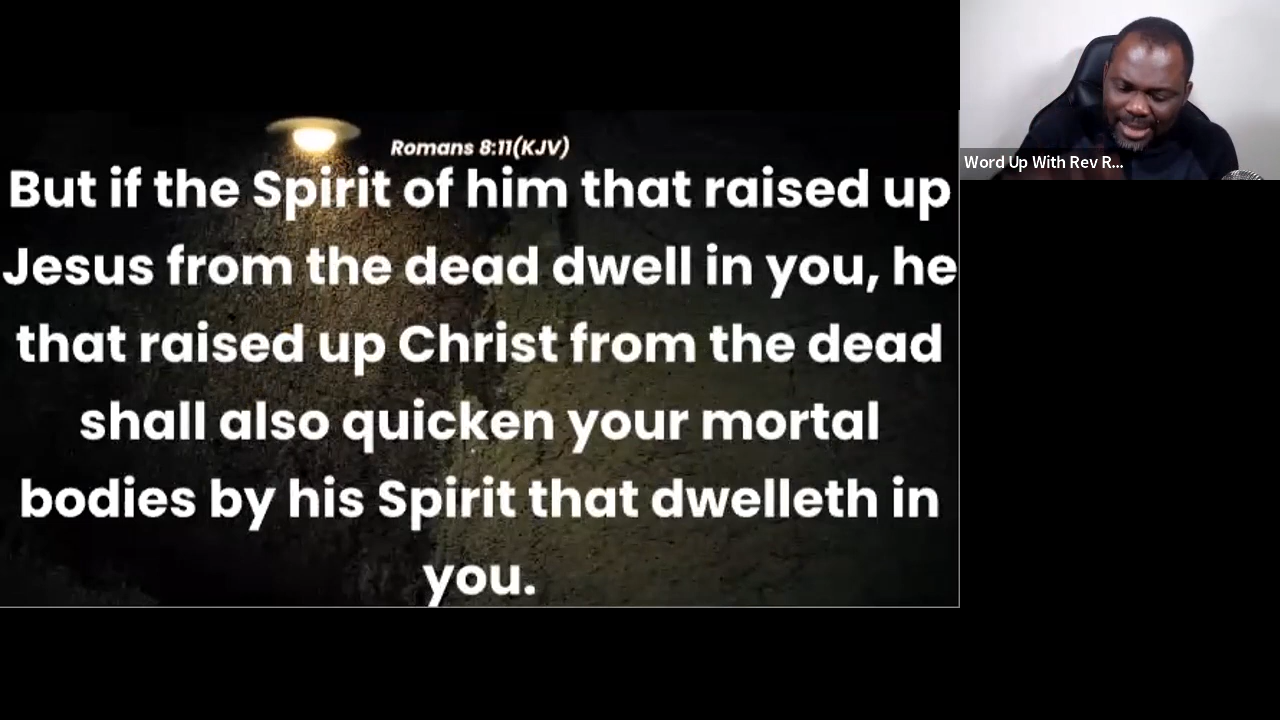 Romans 8:11(KJV)
But if the Spirit of him that raised up
Jesus from the dead dwell in you, he
that raised up Christ from the dead
shall also quicken your mortal
bodies by his Spirit that dwelleth in
you.
Word Up With Rev R...